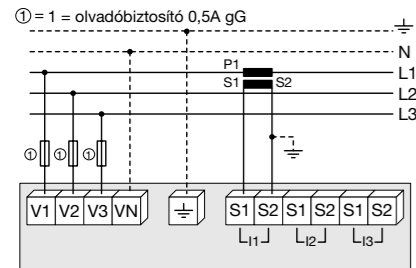 ① = 1 = olvadóbiztosító 0,5A gG
N
P1
L1
S1 S2
L2
L3
① ① ①
V1 V2 V3 VN S1 S2 S1 S2 S1 S2
I1 I2 I3